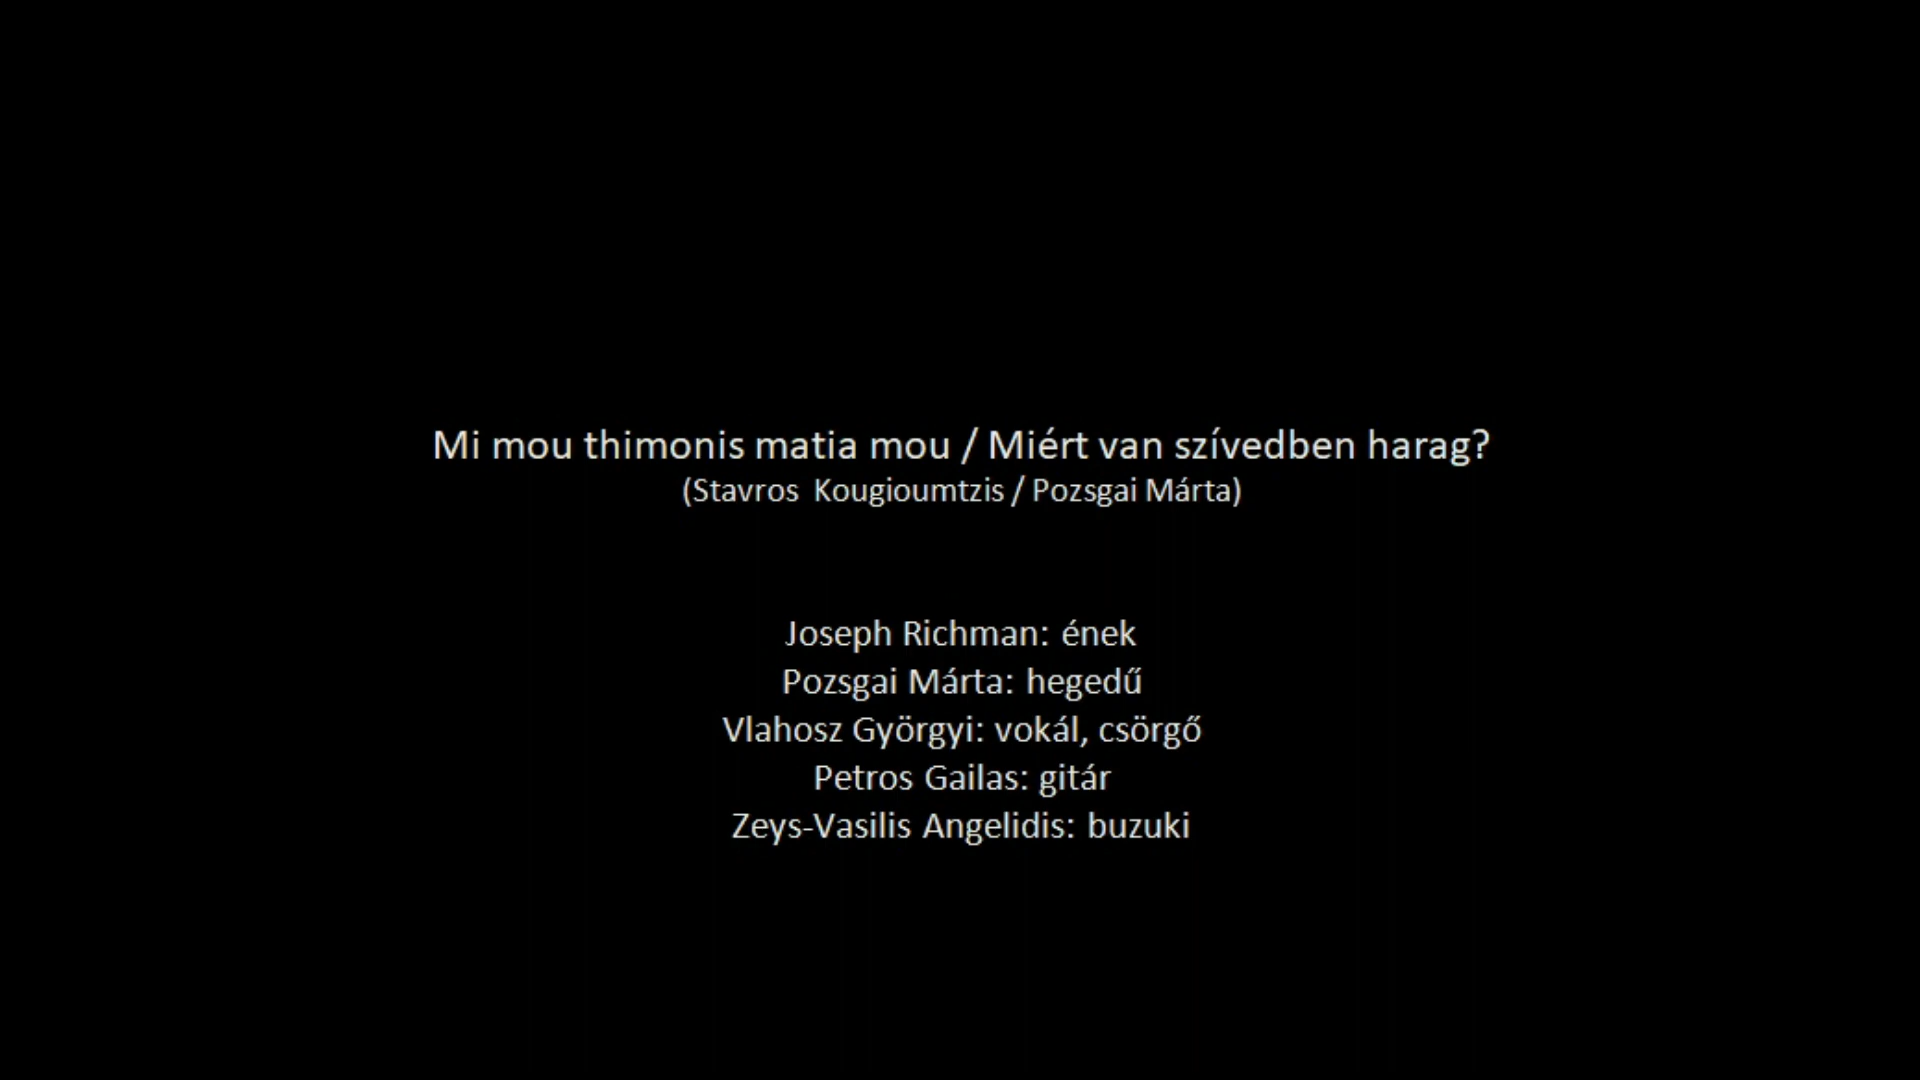 Mi mou thimonis matia mou / Miért van szívedben harag?
(Stavros Kougioumtzis / Pozsgai Márta)
Joseph Richman: ének
Pozsgai Márta: hegedű
Vlahosz Györgyi: vokál, csörgő
Petros Gailas: gitár
Zeys-Vasilis Angelidis: buzuki